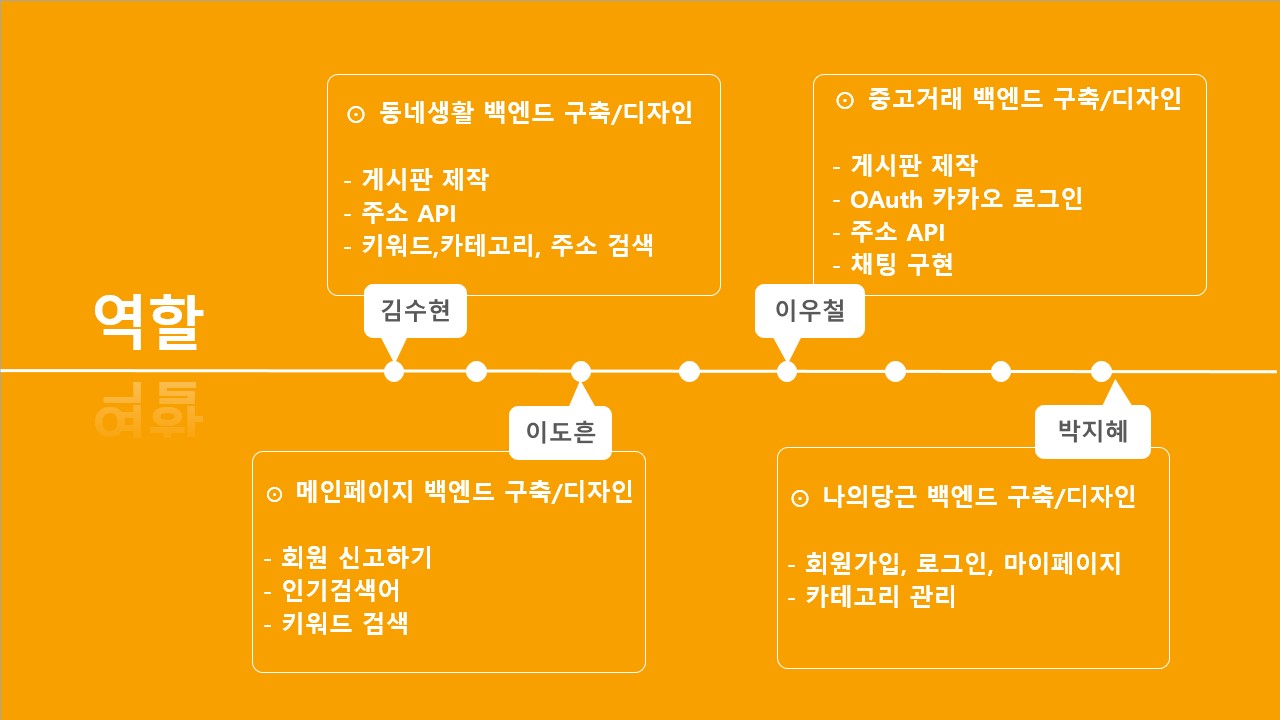 역할
⊙ 동네생활 백엔드 구축/디자인
- 게시판 제작
- 주소 API
- 키워드,카테고리, 주소 검색
김수현
⊙ 중고거래 백엔드 구축/디자인
- 게시판 제작
- OAuth 카카오 로그인
- 주소 API
- 채팅 구현
이우철
이도흔
⊙ 메인페이지 백엔드 구축/디자인
- 회원 신고하기
- 인기검색어
- 키워드 검색
박지혜
⊙ 나의당근 백엔드 구축/디자인
- 회원가입, 로그인, 마이페이지
- 카테고리 관리